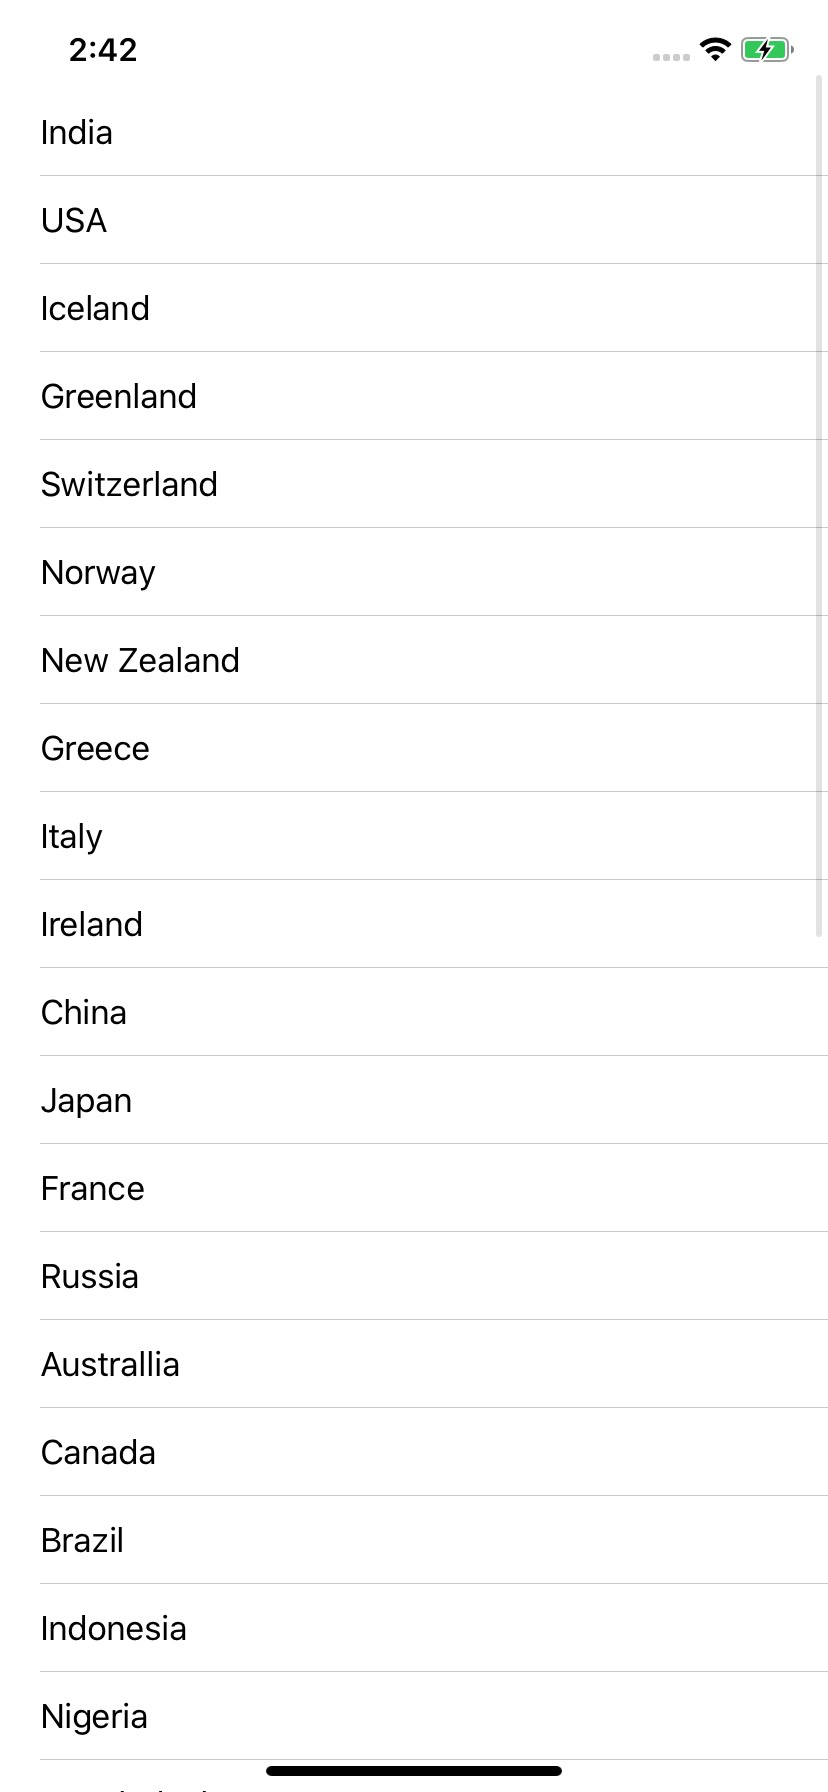 2:42
India
USA
Iceland
Greenland
Switzerland
Norway
New Zealand
Greece
Italy
Ireland
China
Japan
France
Russia
Australlia
Canada
Brazil
Indonesia
Nigeria